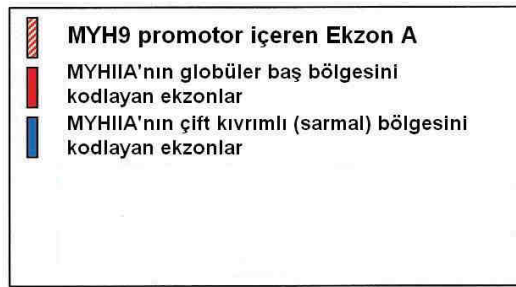 MYH9 promotor içeren Ekzon A
MYHIIA'nın globüler baş bölgesini
kodlayan ekzonlar
MYHIIA'nın çift kıvrımlı (sarmal) bölgesini
kodlayan ekzonlar